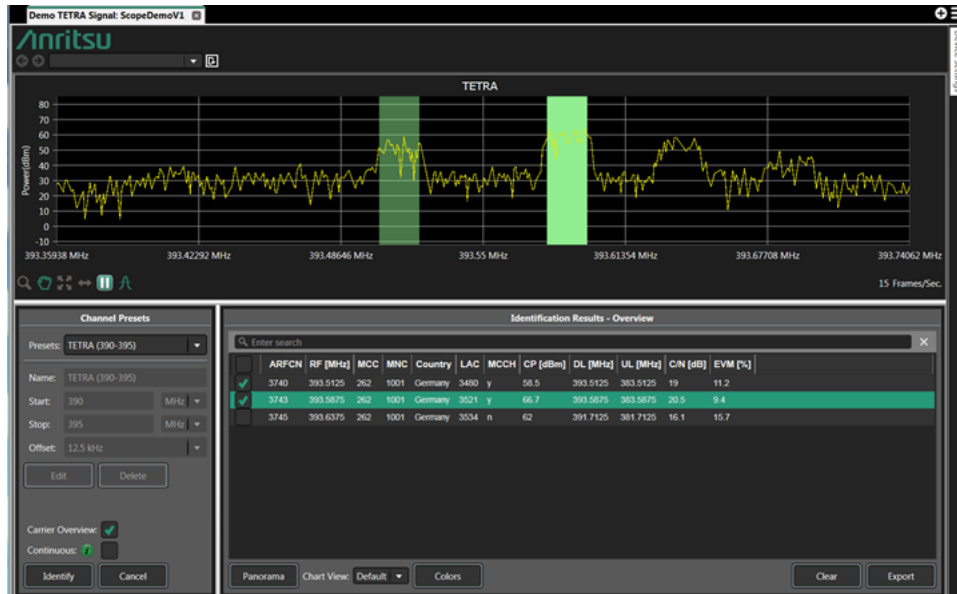 Demo TETRA Signal: ScopeDemoV1
Anritsu
TETRA
Power(dBm)
80
70
60
50
40
30
20
10
0
-10
393.35938 MHz 393.42292 MHz 393.48646 MHz 393.55 MHz 393.61354 MHz 393.67708 MHz 393.74062 MHz
15 Frames/Sec.
Channel Presets
Presets: TETRA (390-395)
Name: TETRA (390-395)
Start: 390 MHz
Stop: 395 MHz
Offset: 12.5 kHz
Edit Delete
Carrier Overview:
Continuous: i
Identify Cancel
Identification Results - Overview
Enter search
ARFCN RF [MHz] MCC MNC Country LAC MCCH CP [dBm] DL [MHz] UL [MHz] C/N [dB] EVM [%]
3740 393.5125 262 1001 Germany 3480 y 58.5 393.5125 383.5125 19 11.2
3743 393.5875 262 1001 Germany 3521 y 66.7 393.5875 383.5875 20.5 9.4
3745 393.6375 262 1001 Germany 3534 n 62 391.7125 381.7125 16.1 15.7
Panorama Chart View: Default Colors Clear Export